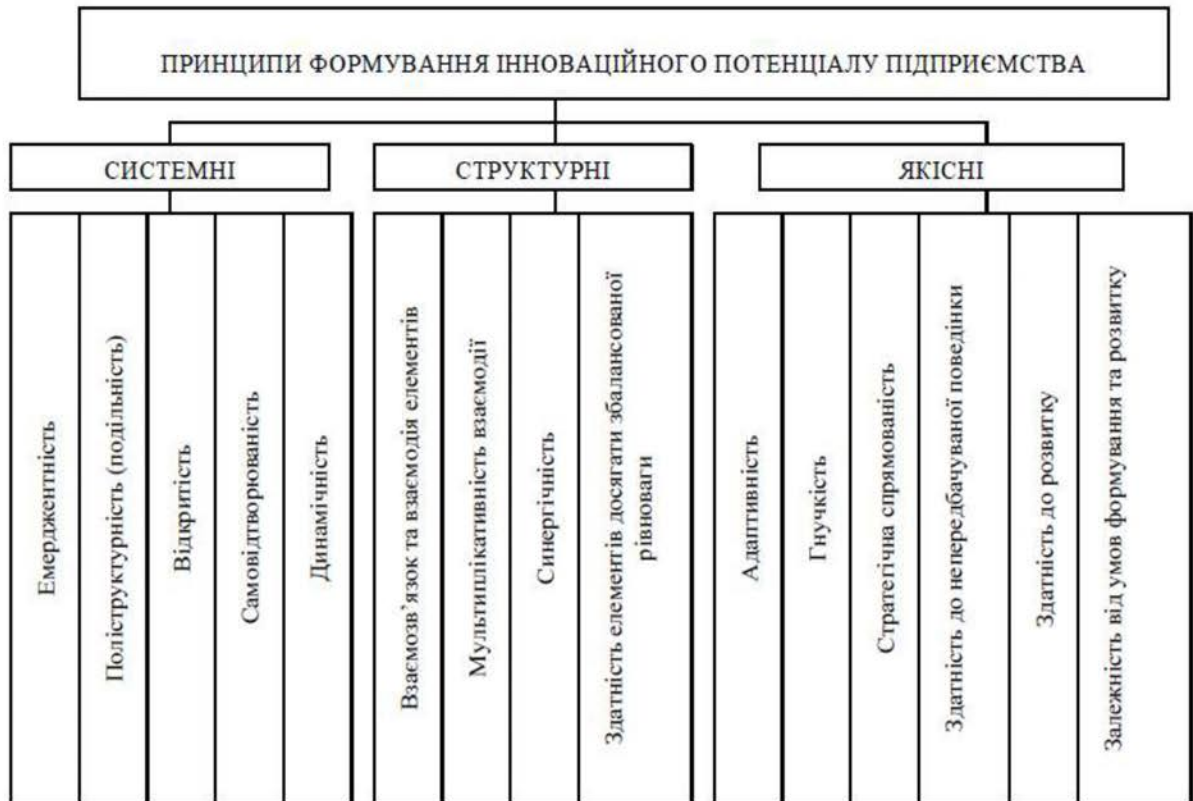 ПРИНЦИПИ ФОРМУВАННЯ ІННОВАЦІЙНОГО ПОТЕНЦІАЛУ ПІДПРИЄМСТВА
СИСТЕМНІ
СТРУКТУРНІ
ЯКІСНІ
Емерджентність
Поліструктурність (подільність)
Відкритість
Самовідтворюваність
Динамічність
Взаємозв’язок та взаємодія елементів
Мультиплікативність взаємодії
Синергічність
Здатність елементів досягати збалансованої
рівноваги
Адаптивність
Гнучкість
Стратегічна спрямованість
Здатність до непередбачуваної поведінки
Здатність до розвитку
Залежність від умов формування та розвитку